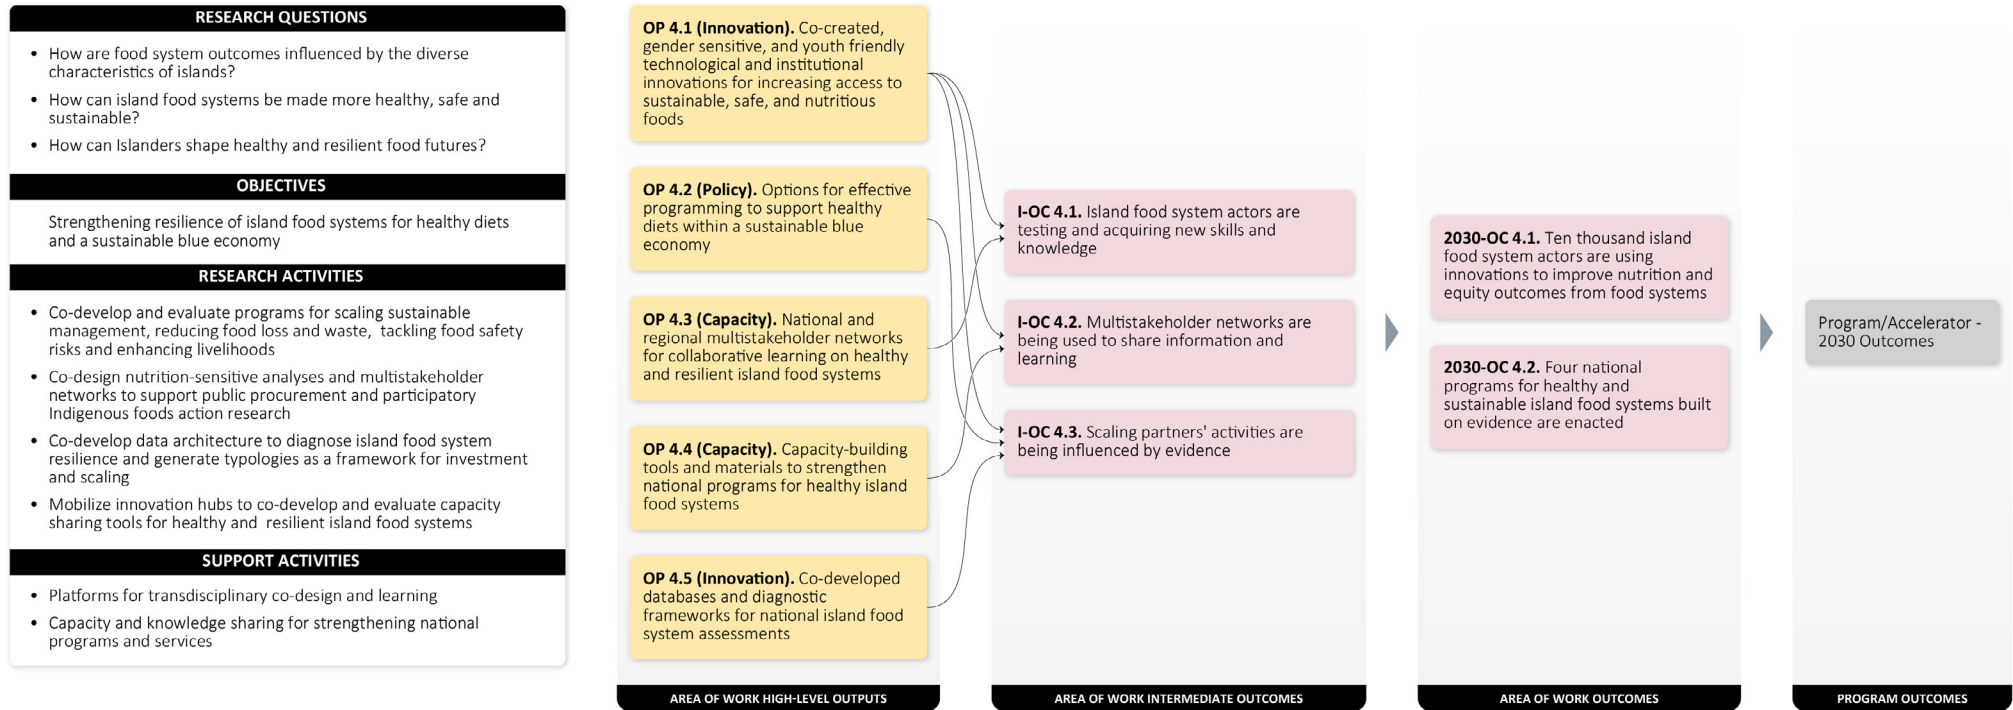 RESEARCH QUESTIONS
• How are food system outcomes influenced by the diverse
characteristics of islands?
• How can island food systems be made more healthy, safe and
sustainable?
• How can Islanders shape healthy and resilient food futures?
OBJECTIVES
Strengthening resilience of island food systems for healthy diets
and a sustainable blue economy
RESEARCH ACTIVITIES
• Co-develop and evaluate programs for scaling sustainable
management, reducing food loss and waste, tackling food safety
risks and enhancing livelihoods
• Co-design nutrition-sensitive analyses and multistakeholder
networks to support public procurement and participatory
Indigenous foods action research
• Co-develop data architecture to diagnose island food system
resilience and generate typologies as a framework for investment
and scaling
• Mobilize innovation hubs to co-develop and evaluate capacity
sharing tools for healthy and resilient island food systems
SUPPORT ACTIVITIES
• Platforms for transdisciplinary co-design and learning
• Capacity and knowledge sharing for strengthening national
programs and services
OP 4.1 (Innovation). Co-created,
gender sensitive, and youth friendly
technological and institutional
innovations for increasing access to
sustainable, safe, and nutritious
foods
OP 4.2 (Policy). Options for effective
programming to support healthy
diets within a sustainable blue
economy
OP 4.3 (Capacity). National and
regional multistakeholder networks
for collaborative learning on healthy
and resilient island food systems
OP 4.4 (Capacity). Capacity-building
tools and materials to strengthen
national programs for healthy island
food systems
OP 4.5 (Innovation). Co-developed
databases and diagnostic
frameworks for national island food
system assessments
AREA OF WORK HIGH-LEVEL OUTPUTS
I-OC 4.1. Island food system actors are
testing and acquiring new skills and
knowledge
I-OC 4.2. Multistakeholder networks are
being used to share information and
learning
I-OC 4.3. Scaling partners' activities are
being influenced by evidence
AREA OF WORK INTERMEDIATE OUTCOMES
2030-OC 4.1. Ten thousand island
food system actors are using
innovations to improve nutrition and
equity outcomes from food systems
2030-OC 4.2. Four national
programs for healthy and
sustainable island food systems built
on evidence are enacted
AREA OF WORK OUTCOMES
Program/Accelerator -
2030 Outcomes
PROGRAM OUTCOMES